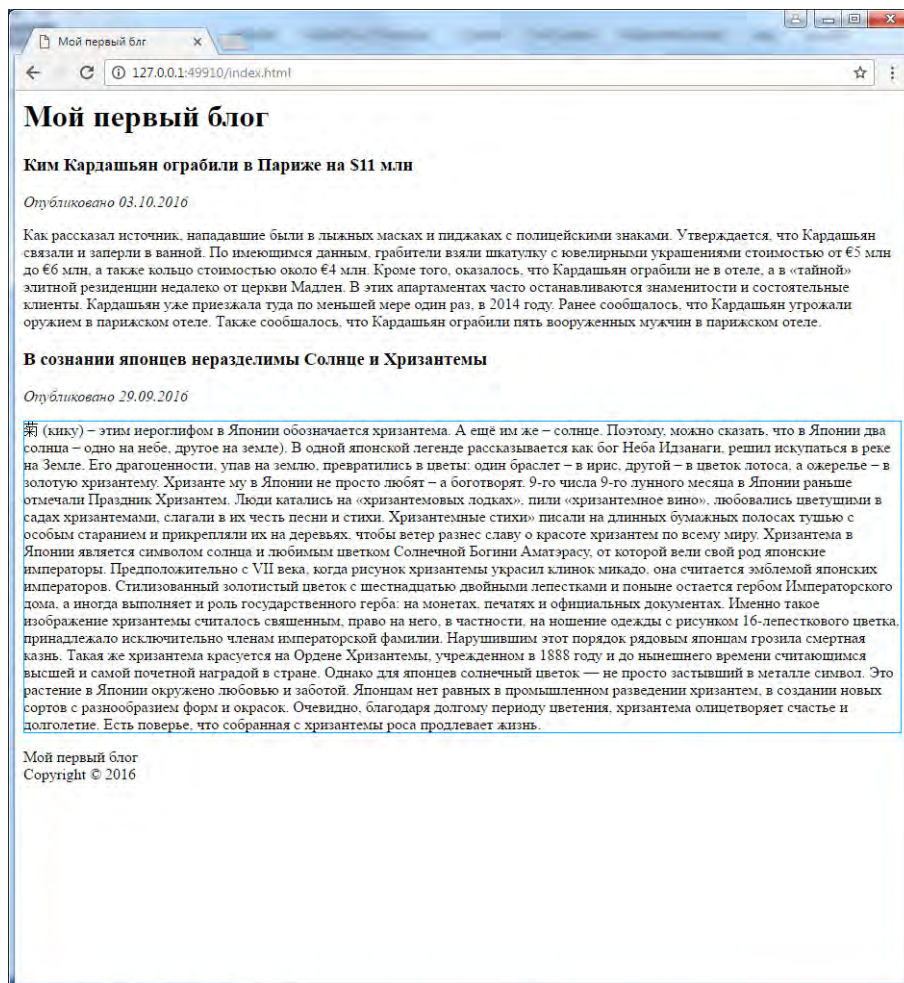 Мой первый блг
127.0.0.1:49910/index.html
Мой первый блог
Ким Кардашьян ограбили в Париже на $11 млн
Опубликовано 03.10.2016
Как рассказал источник, нападавшие были в лыжных масках и пиджаках с полицейскими знаками. Утверждается, что Кардашьян
связали и заперли в ванной. По имеющимся данным, грабители взяли шкатулку с ювелирными украшениями стоимостью от €5 млн
до €6 млн, а также кольцо стоимостью около €4 млн. Кроме того, оказалось, что Кардашьян ограбили не в отеле, а в «тайной»
элитной резиденции недалеко от церкви Мадлен. В этих апартаментах часто останавливаются знаменитости и состоятельные
клиенты. Кардашьян уже приезжала туда по меньшей мере один раз, в 2014 году. Ранее сообщалось, что Кардашьян угрожали
оружием в парижском отеле. Также сообщалось, что Кардашьян ограбили пять вооруженных мужчин в парижском отеле.
В сознании японцев неразделимы Солнце и Хризантемы
Опубликовано 29.09.2016
菊 (кику) – этим иероглифом в Японии обозначается хризантема. А ещё им же – солнце. Поэтому, можно сказать, что в Японии два
солнца – одно на небе, другое на земле). В одной японской легенде рассказывается как бог Неба Идзанаги, решил искупаться в реке
на Земле. Его драгоценности, упав на землю, превратились в цветы: один браслет – в ирис, другой – в цветок лотоса, а ожерелье – в
золотую хризантему. Хризанте му в Японии не просто любят – а боготворят. 9-го числа 9-го лунного месяца в Японии раньше
отмечали Праздник Хризантем. Люди катались на «хризантемовых лодках», пили «хризантемное вино», любовались цветущими в
садах хризантемами, слагали в их честь песни и стихи. Хризантемные стихи» писали на длинных бумажных полосах тушью с
особым старанием и прикрепляли их на деревьях, чтобы ветер разнес славу о красоте хризантем по всему миру. Хризантема в
Японии является символом солнца и любимым цветком Солнечной Богини Аматэрасу, от которой вели свой род японские
императоры. Предположительно с VII века, когда рисунок хризантемы украсил клинок микадо, она считается эмблемой японских
императоров. Стилизованный золотистый цветок с шестнадцатью двойными лепестками и поныне остается гербом Императорского
дома, а иногда выполняет и роль государственного герба: на монетах, печатях и официальных документах. Именно такое
изображение хризантемы считалось священным, право на него, в частности, на ношение одежды с рисунком 16-лепесткового цветка,
принадлежало исключительно членам императорской фамилии. Нарушившим этот порядок рядовым японцам грозила смертная
казнь. Такая же хризантема красуется на Ордене Хризантемы, учрежденном в 1888 году и до нынешнего времени считающимся
высшей и самой почетной наградой в стране. Однако для японцев солнечный цветок — не просто застывший в металле символ. Это
растение в Японии окружено любовью и заботой. Японцам нет равных в промышленном разведении хризантем, в создании новых
сортов с разнообразием форм и окрасок. Очевидно, благодаря долгому периоду цветения, хризантема олицетворяет счастье и
долголетие. Есть поверье, что собранная с хризантемы роса продлевает жизнь.
Мой первый блог
Copyright © 2016